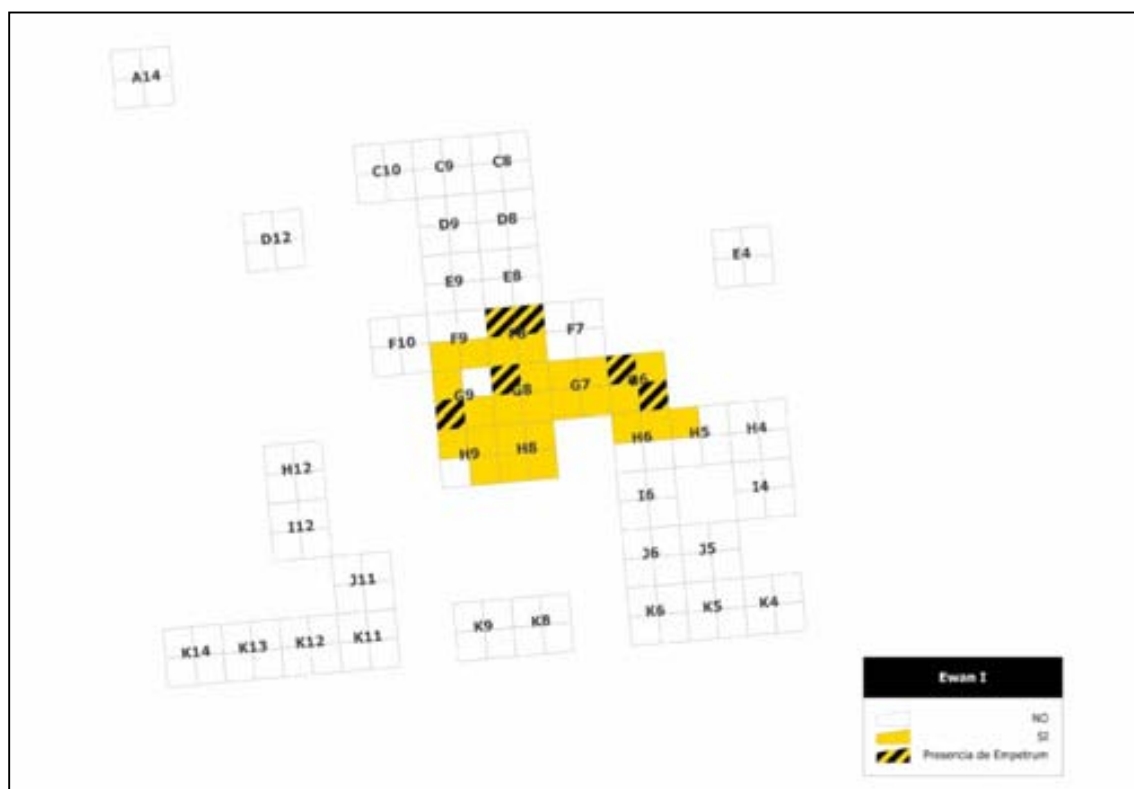 A14
C10 C9 C8
D12 D9 D8
E9 E8 E4
F10 F9 F8 F7
G9 G8 G7 G6
H12 H9 H8 H6 H5 H4
I12 I6 I4
J11 J6 J5
K14 K13 K12 K11 K9 K8 K6 K5 K4
Ewan I
NO
SI
Presencia de Empetrum